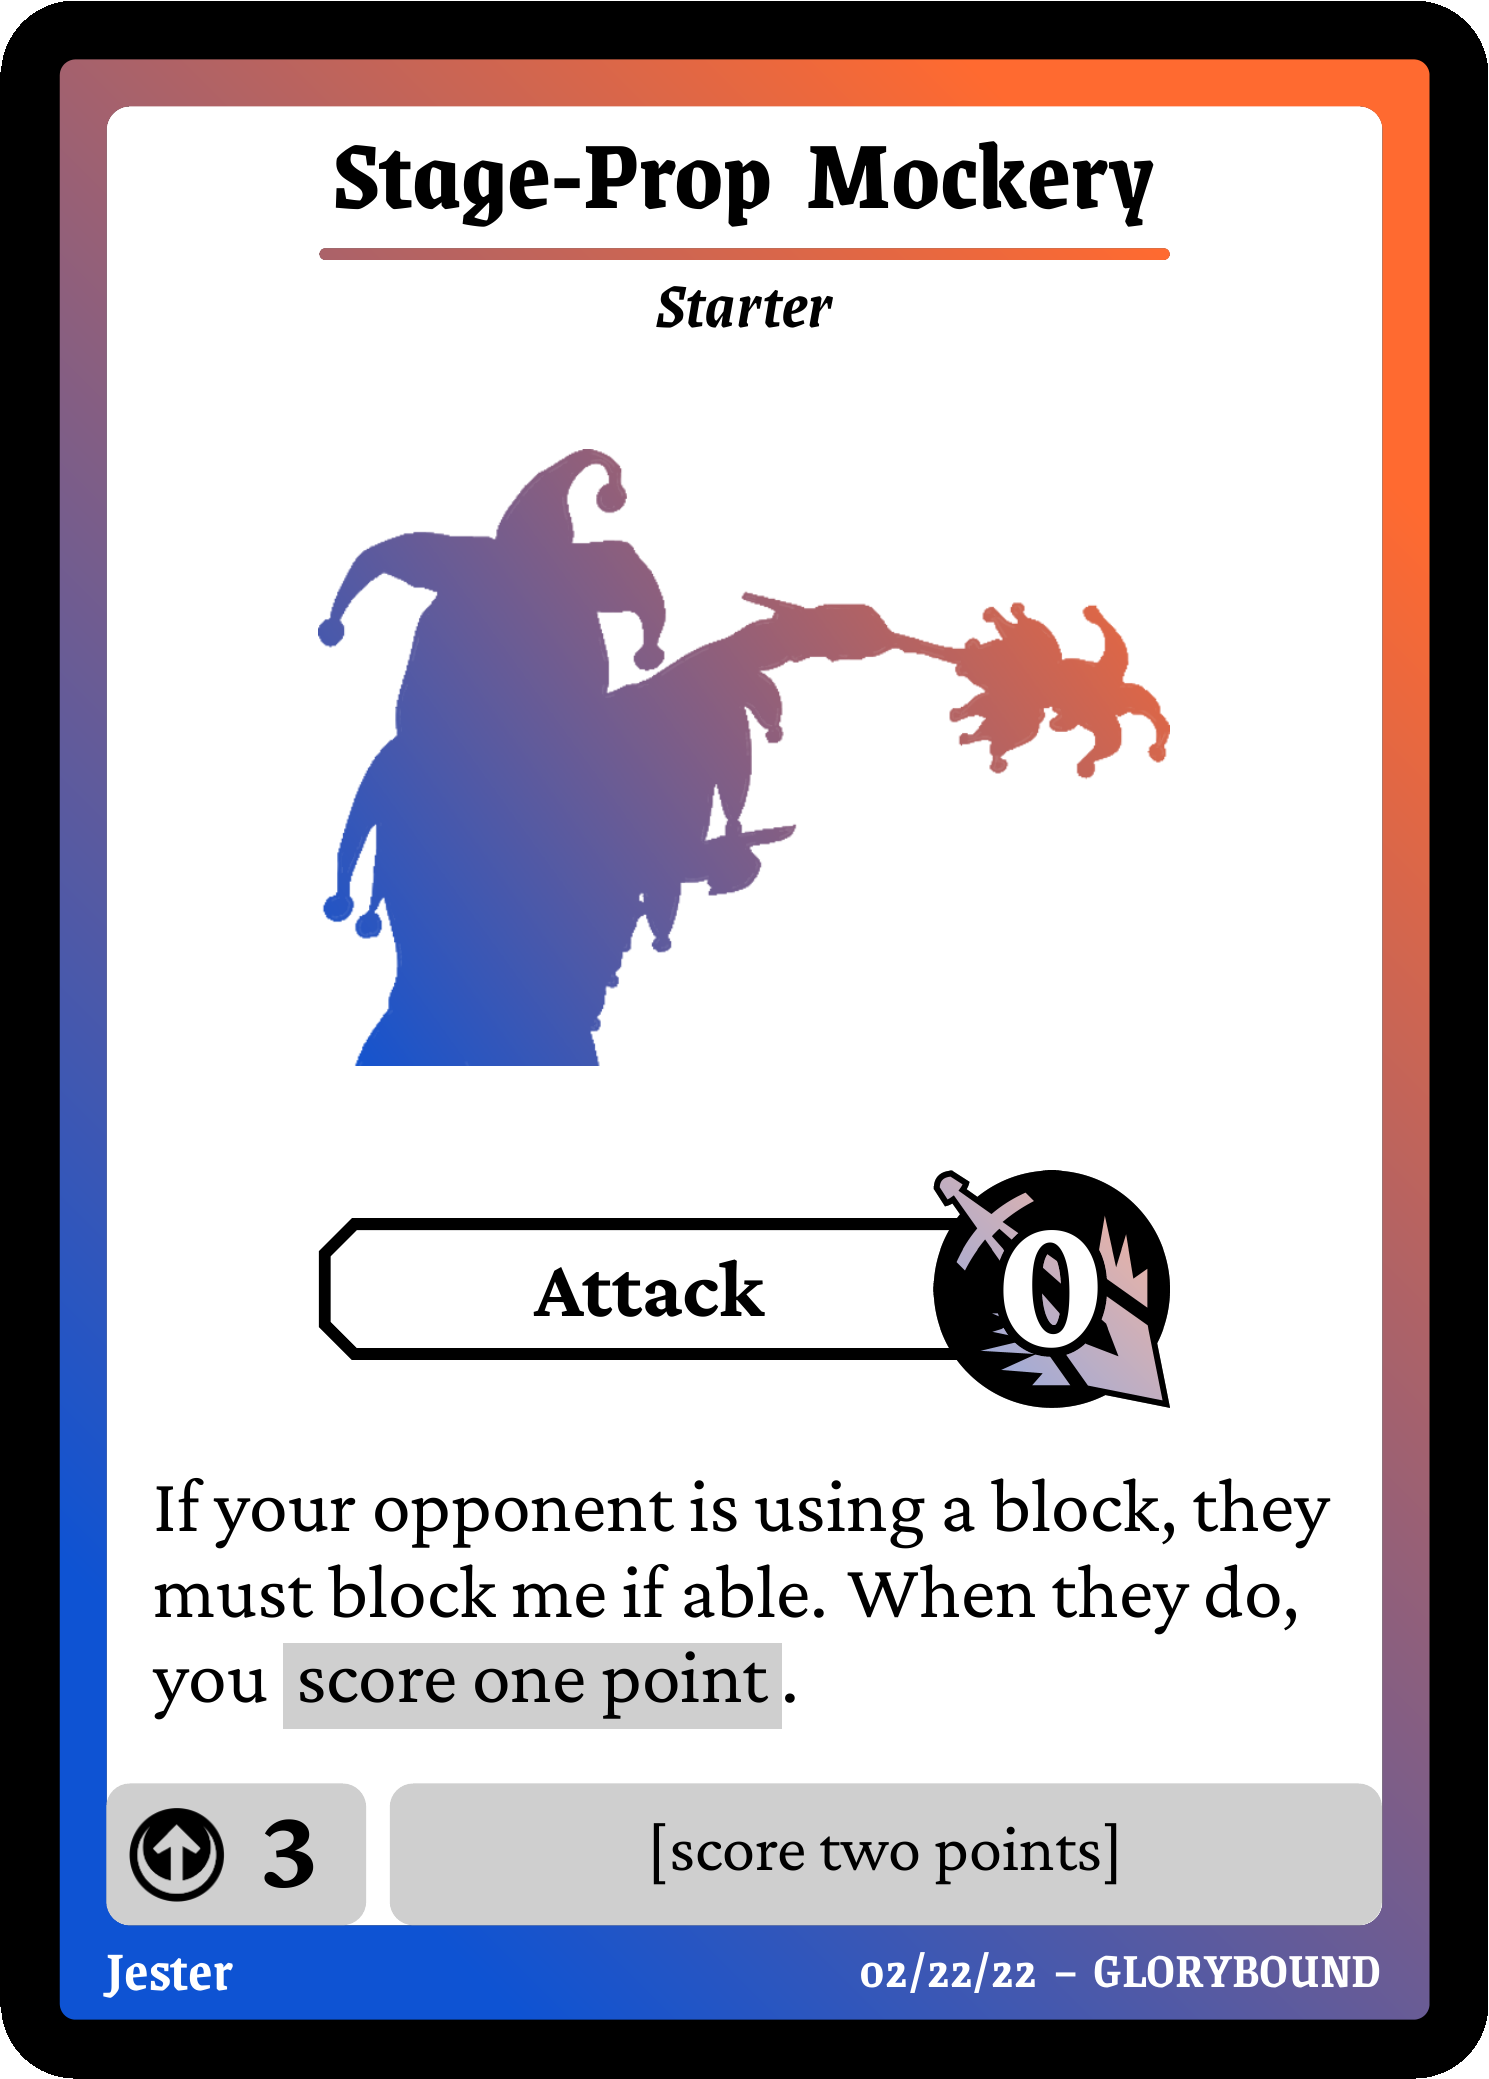 Stage-Prop Mockery
Starter
Attack
0
If your opponent is using a block, they
must block me if able. When they do,
you score one point.
3
[score two points]
Jester
02/22/22 – GLORYBOUND